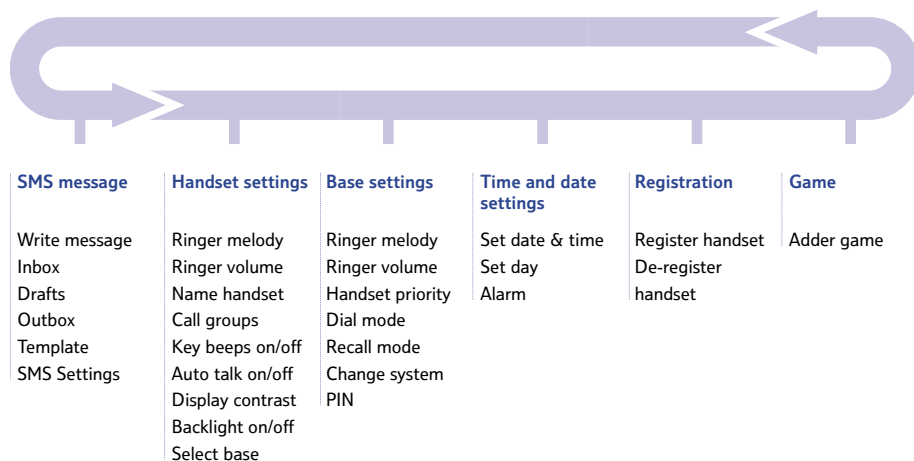 SMS message
Write message
Inbox
Drafts
Outbox
Template
SMS Settings
Handset settings
Ringer melody
Ringer volume
Name handset
Call groups
Key beeps on/off
Auto talk on/off
Display contrast
Backlight on/off
Select base
Base settings
Ringer melody
Ringer volume
Handset priority
Dial mode
Recall mode
Change system
PIN
Time and date
settings
Set date & time
Set day
Alarm
Registration
Register handset
De-register
handset
Game
Adder game